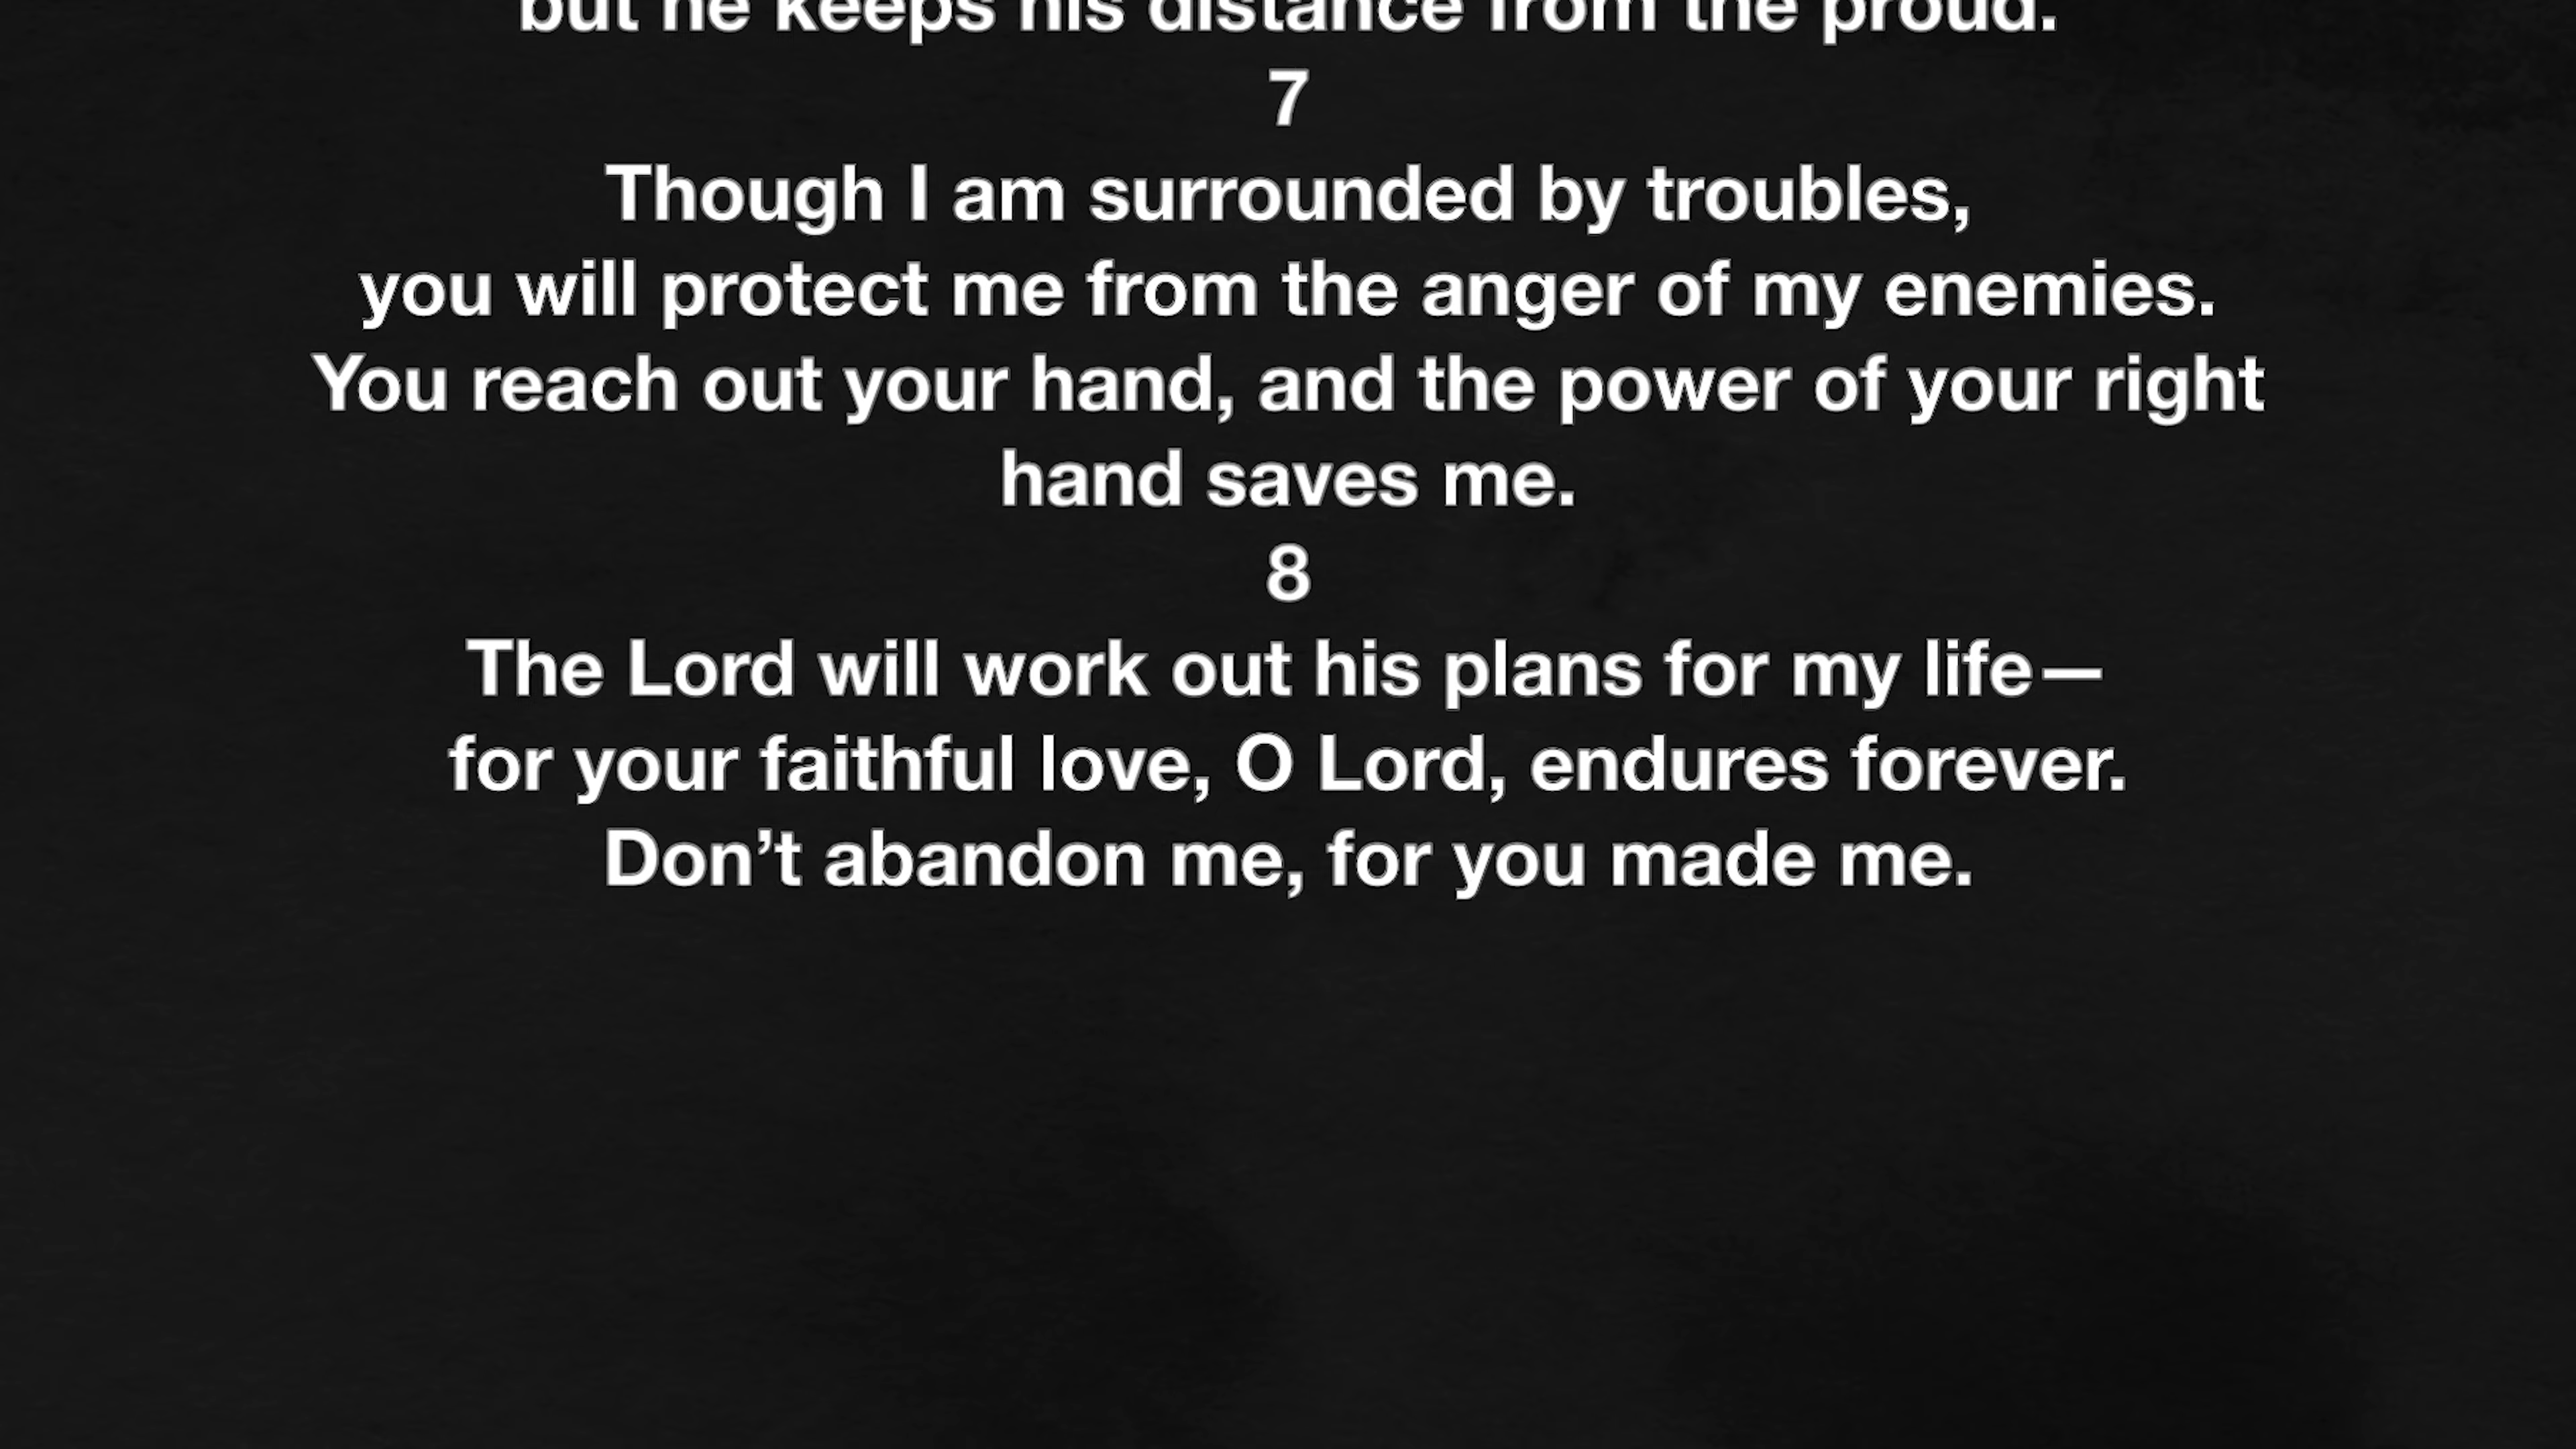 but he keeps his distance from the proud.
7
Though I am surrounded by troubles,
you will protect me from the anger of my enemies.
You reach out your hand, and the power of your right
hand saves me.
8
The Lord will work out his plans for my life—
for your faithful love, O Lord, endures forever.
Don’t abandon me, for you made me.